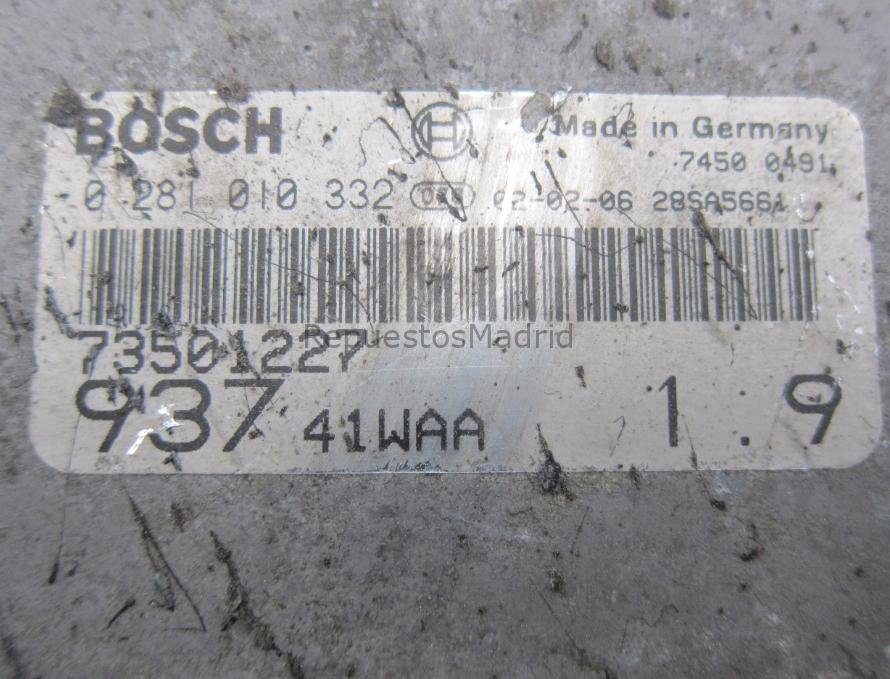 BOSCH
Made in Germany
7450 0491
0 281 010 332 02-02-06 28SA5661
73501227
RepuestosMadrid
937 41WAA 1.9